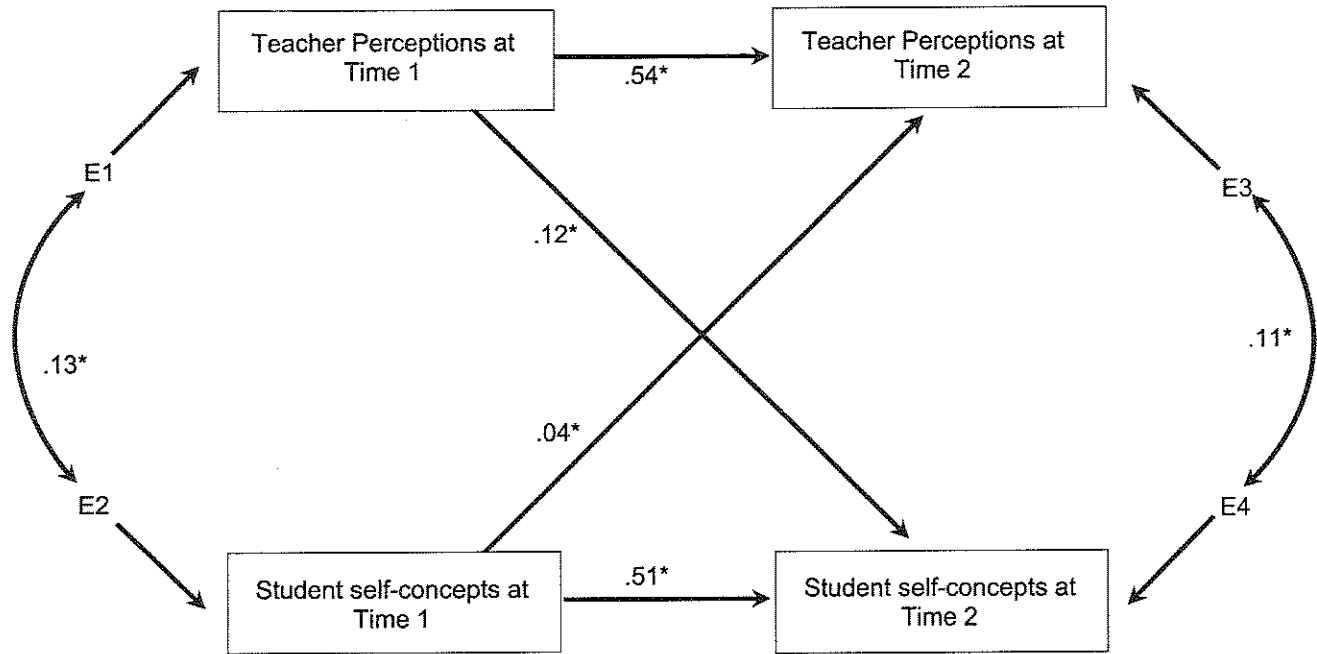 Teacher Perceptions at
Time 1
Teacher Perceptions at
Time 2
.54*
E1
E3
.12*
.13*
.11*
.04*
E2
E4
Student self-concepts at
Time 1
.51*
Student self-concepts at
Time 2